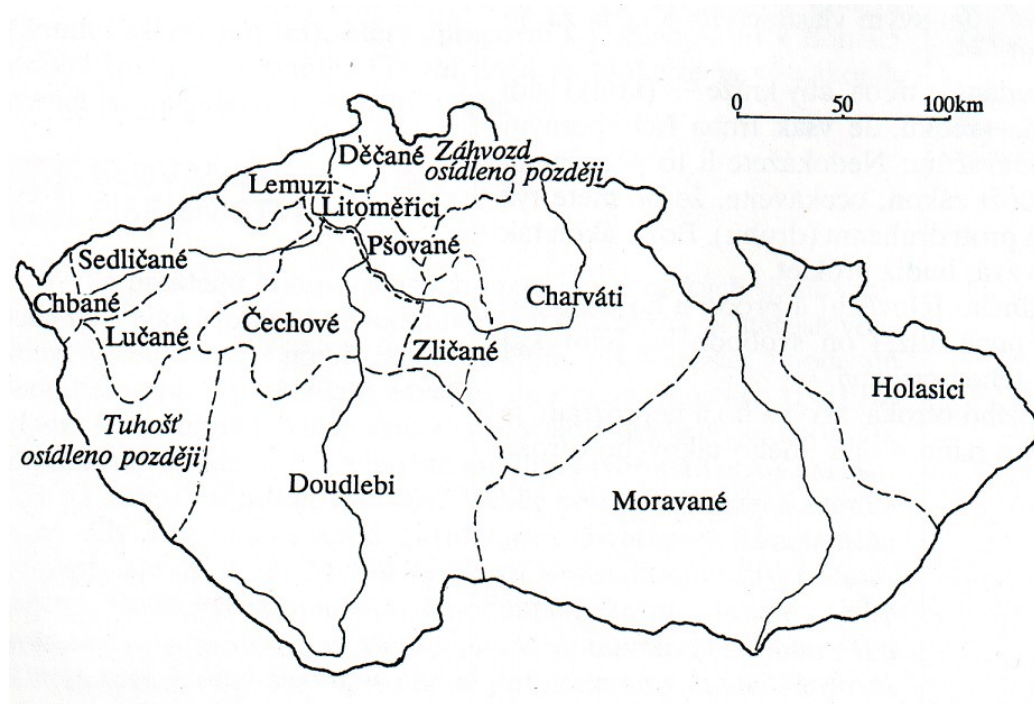 0 50 100km
Děčané
Záhvozd
osídleno později
Lemuzi
Litoměřici
Pšované
Sedličané
Chbané
Lučané
Čechové
Zličané
Charváti
Holasici
Tuhošť
osídleno později
Doudlebi
Moravané